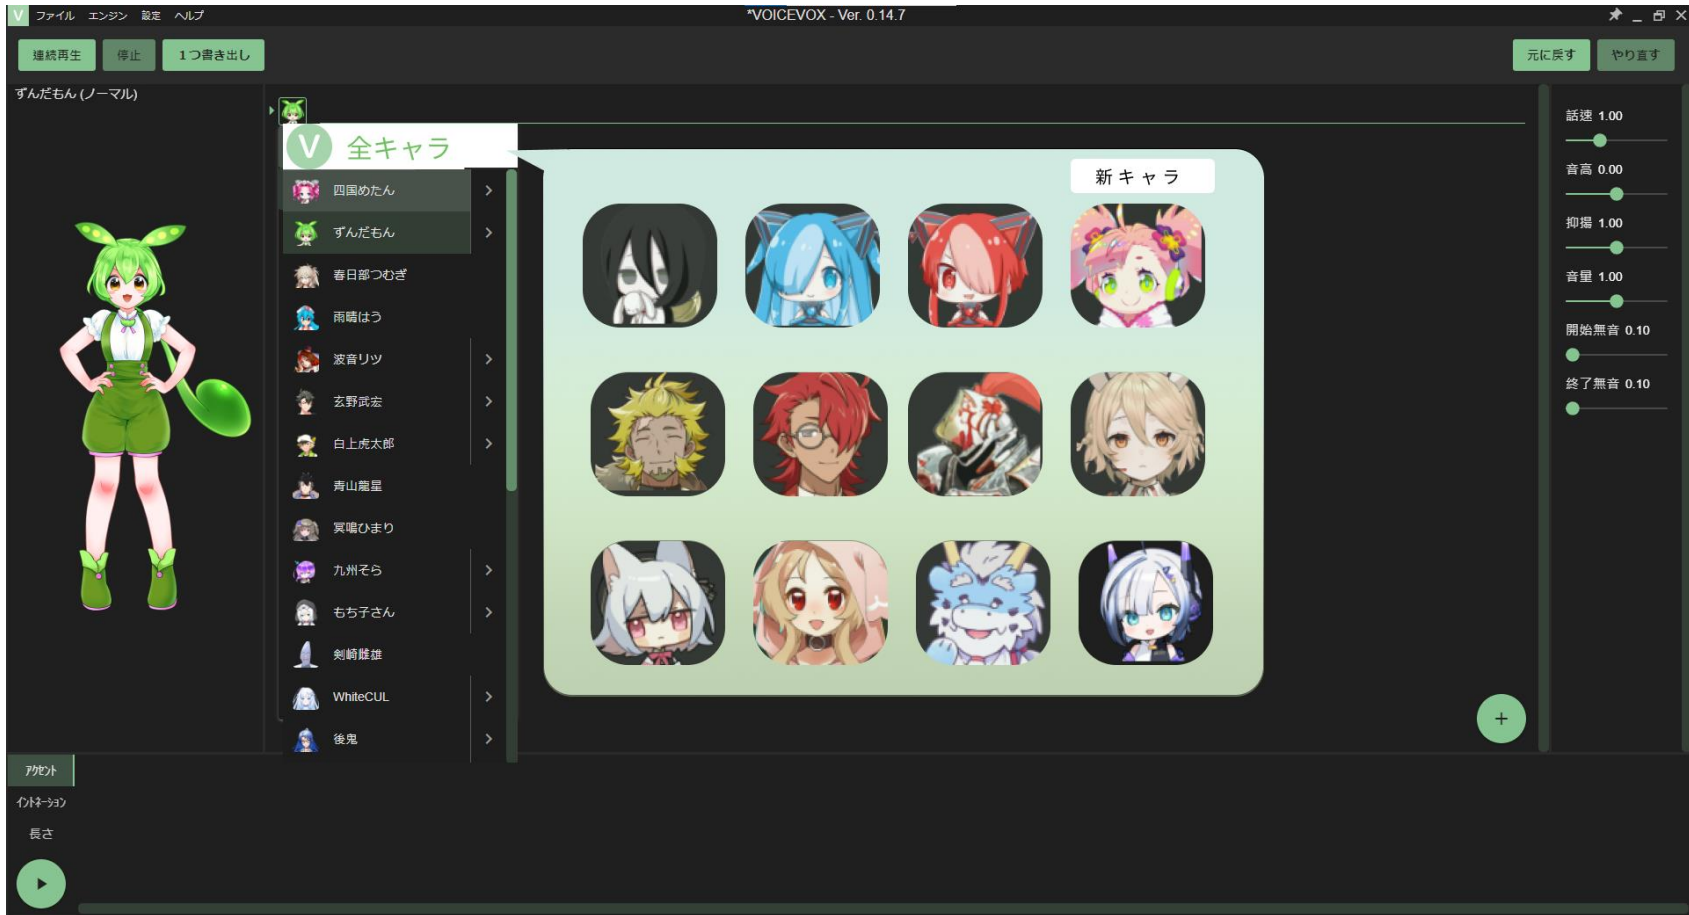 V ファイル エンジン 設定 ヘルプ *VOICEVOX - Ver. 0.14.7
連続再生 停止 1つ書き出し 元に戻す やり直す
ずんだもん (ノーマル)
V 全キャラ
四国めたん
ずんだもん
春日部つむぎ
雨晴はう
波音リツ
玄野武宏
白上虎太郎
青山龍星
冥鳴ひまり
九州そら
もち子さん
剣崎雌雄
WhiteCUL
後鬼
新キャラ
話速 1.00
音高 0.00
抑揚 1.00
音量 1.00
開始無音 0.10
終了無音 0.10
アクセント
イントネーション
長さ